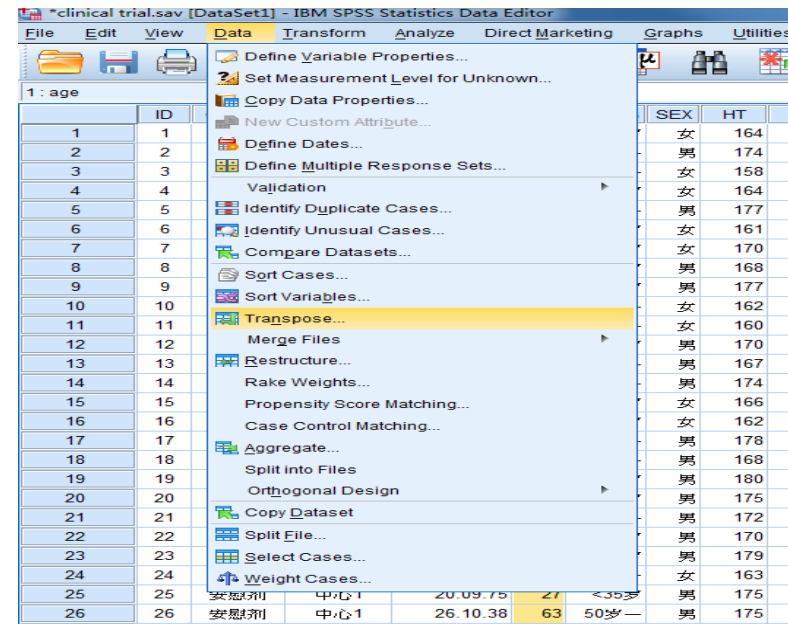 *clinical trial.sav [DataSet1] - IBM SPSS Statistics Data Editor
File Edit View Data Transform Analyze Direct Marketing Graphs Utilities
1 : age
Define Variable Properties...
Set Measurement Level for Unknown...
Copy Data Properties...
New Custom Attribute...
Define Dates...
Define Multiple Response Sets...
Validation
Identify Duplicate Cases...
Identify Unusual Cases...
Compare Datasets...
Sort Cases...
Sort Variables...
Transpose...
Merge Files
Restructure...
Rake Weights...
Propensity Score Matching...
Case Control Matching...
Aggregate...
Split into Files
Orthogonal Design
Copy Dataset
Split File...
Select Cases...
Weight Cases...
ID SEX HT
1 1 女 164
2 2 男 174
3 3 女 158
4 4 女 164
5 5 男 177
6 6 女 161
7 7 女 170
8 8 男 168
9 9 男 177
10 10 女 162
11 11 女 160
12 12 男 170
13 13 男 167
14 14 男 174
15 15 女 166
16 16 女 162
17 17 男 178
18 18 男 168
19 19 男 180
20 20 男 175
21 21 男 172
22 22 男 170
23 23 男 179
24 24 女 163
25 25 安慰剂 中心1 20.09.75 27 <35岁 男 175
26 26 安慰剂 中心1 26.10.38 63 50岁— 男 175